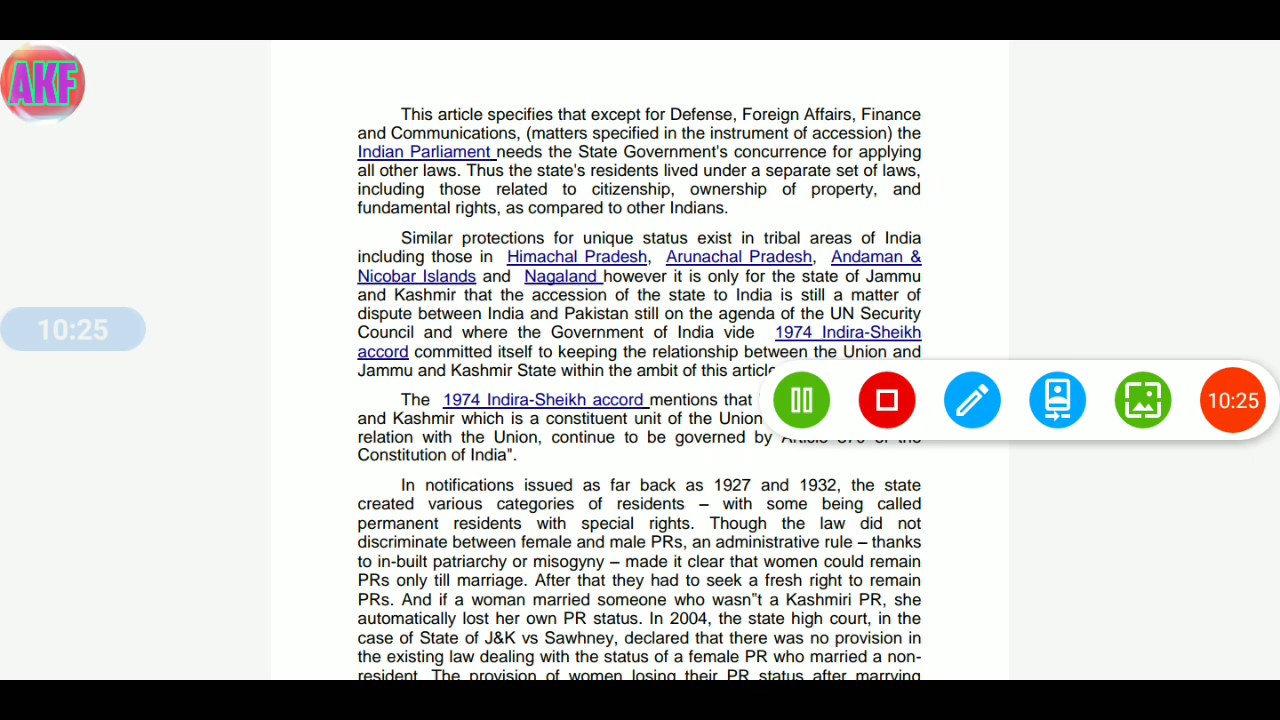 AKF
This article specifies that except for Defense, Foreign Affairs, Finance
and Communications, (matters specified in the instrument of accession) the
Indian Parliament needs the State Government's concurrence for applying
all other laws. Thus the state's residents lived under a separate set of laws,
including those related to citizenship, ownership of property, and
fundamental rights, as compared to other Indians.
Similar protections for unique status exist in tribal areas of India
including those in Himachal Pradesh, Arunachal Pradesh, Andaman &
Nicobar Islands and Nagaland however it is only for the state of Jammu
and Kashmir that the accession of the state to India is still a matter of
10:25
dispute between India and Pakistan still on the agenda of the UN Security
Council and where the Government of India vide 1974 Indira-Sheikh
accord committed itself to keeping the relationship between the Union and
Jammu and Kashmir State within the ambit of this article
The 1974 Indira-Sheikh accord mentions that
10:25
and Kashmir which is a constituent unit of the Union
relation with the Union, continue to be governed by
Constitution of India".
In notifications issued as far back as 1927 and 1932, the state
created various categories of residents – with some being called
permanent residents with special rights. Though the law did not
discriminate between female and male PRs, an administrative rule – thanks
to in-built patriarchy or misogyny – made it clear that women could remain
PRs only till marriage. After that they had to seek a fresh right to remain
PRs. And if a woman married someone who wasn‟t a Kashmiri PR, she
automatically lost her own PR status. In 2004, the state high court, in the
case of State of J&K vs Sawhney, declared that there was no provision in
the existing law dealing with the status of a female PR who married a non-
resident. The provision of women losing their PR status after marrying